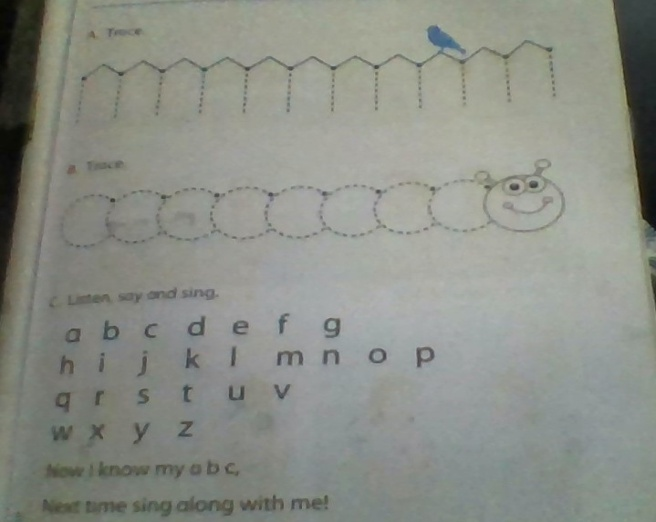 A. Trace.
B. Trace.
C. Listen, say and sing.
a b c d e f g
h i j k l m n o p
q r s t u v
w x y z
Now I know my a b c,
Next time sing along with me!